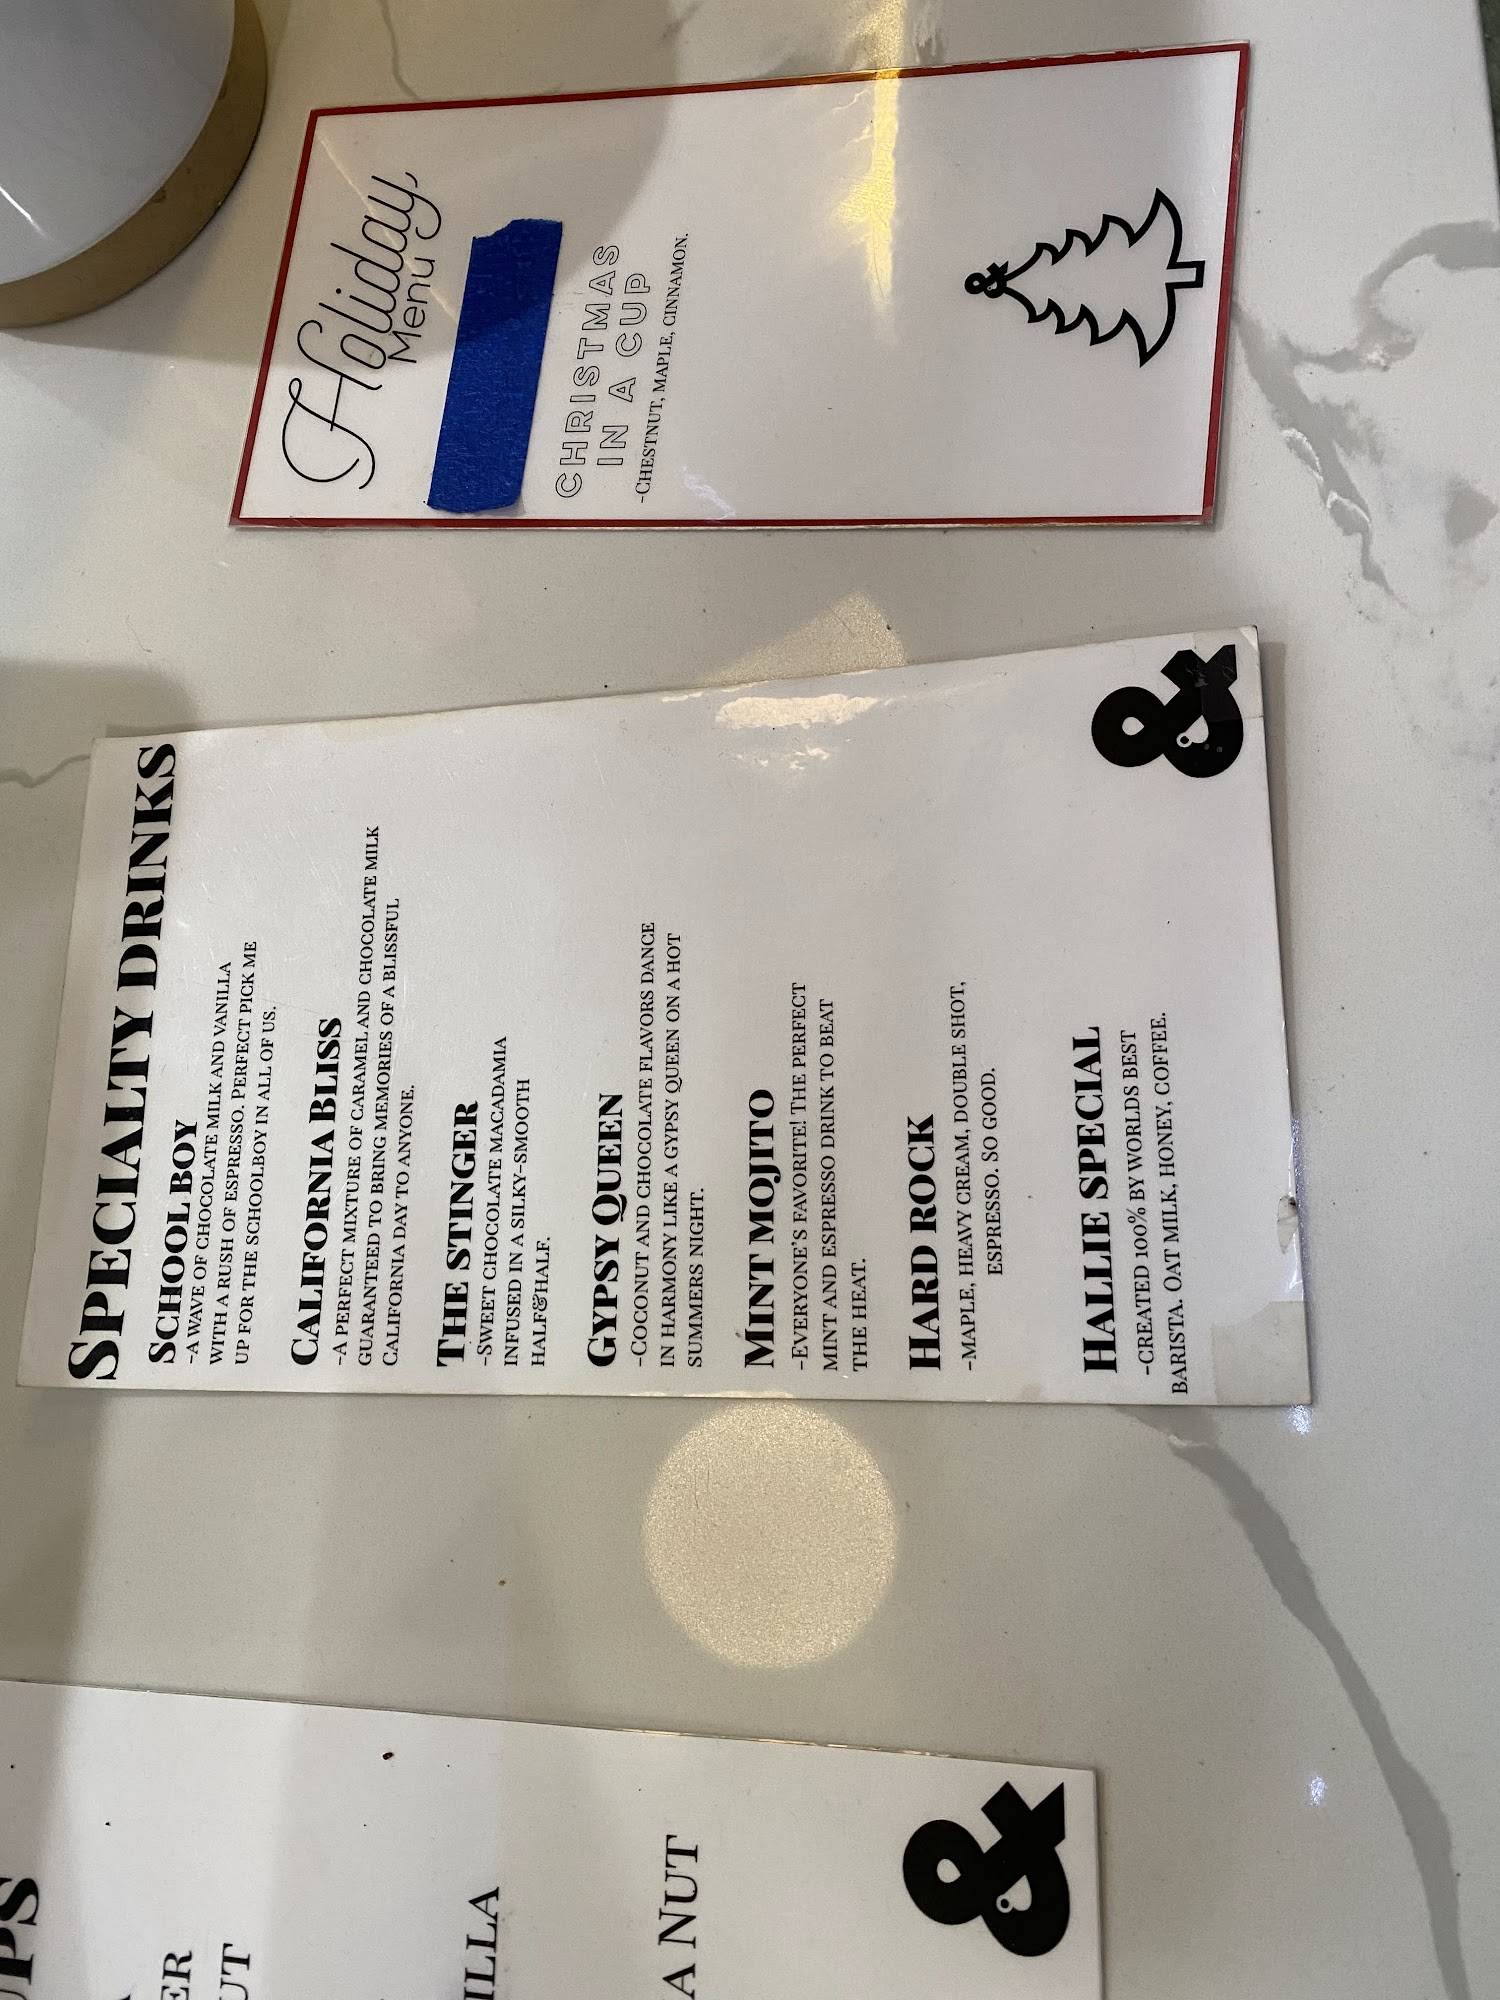 SPECIALTY DRINKS
SCHOOLBOY
-A WAVE OF CHOCOLATE MILK AND VANILLA
WITH A RUSH OF ESPRESSO. PERFECT PICK ME
UP FOR THE SCHOOLBOY IN ALL OF US.
CALIFORNIA BLISS
-A PERFECT MIXTURE OF CARAMEL AND CHOCOLATE MILK
GUARANTED TO BRING MEMORIES OF A BLISSFUL
CALIFORNIA DAY TO ANYONE.
THE STINGER
-SWEET CHOCOLATE MACADAMIA
INFUSED IN A SILKY-SMOOTH
HALF&HALF.
GYPSY QUEEN
-COCONUT AND CHOCOLATE FLAVORS DANCE
IN HARMONY LIKE A GYPSY QUEEN ON A HOT
SUMMERS NIGHT.
MINT MOJITO
-EVERYONE'S FAVORITE! THE PERFECT
MINT AND ESPRESSO DRINK TO BEAT
THE HEAT.
HARD ROCK
-MAPLE, HEAVY CREAM, DOUBLE SHOT,
ESPRESSO. SO GOOD.
HALLIE SPECIAL
-CREATED 100% BY WORLDS BEST
BARISTA. OAT MILK, HONEY, COFFEE.
&
Holiday
Menu
CHRISTMAS
IN A CUP
-CHESTNUT, MAPLE, CINNAMON.
&
A NUT
&